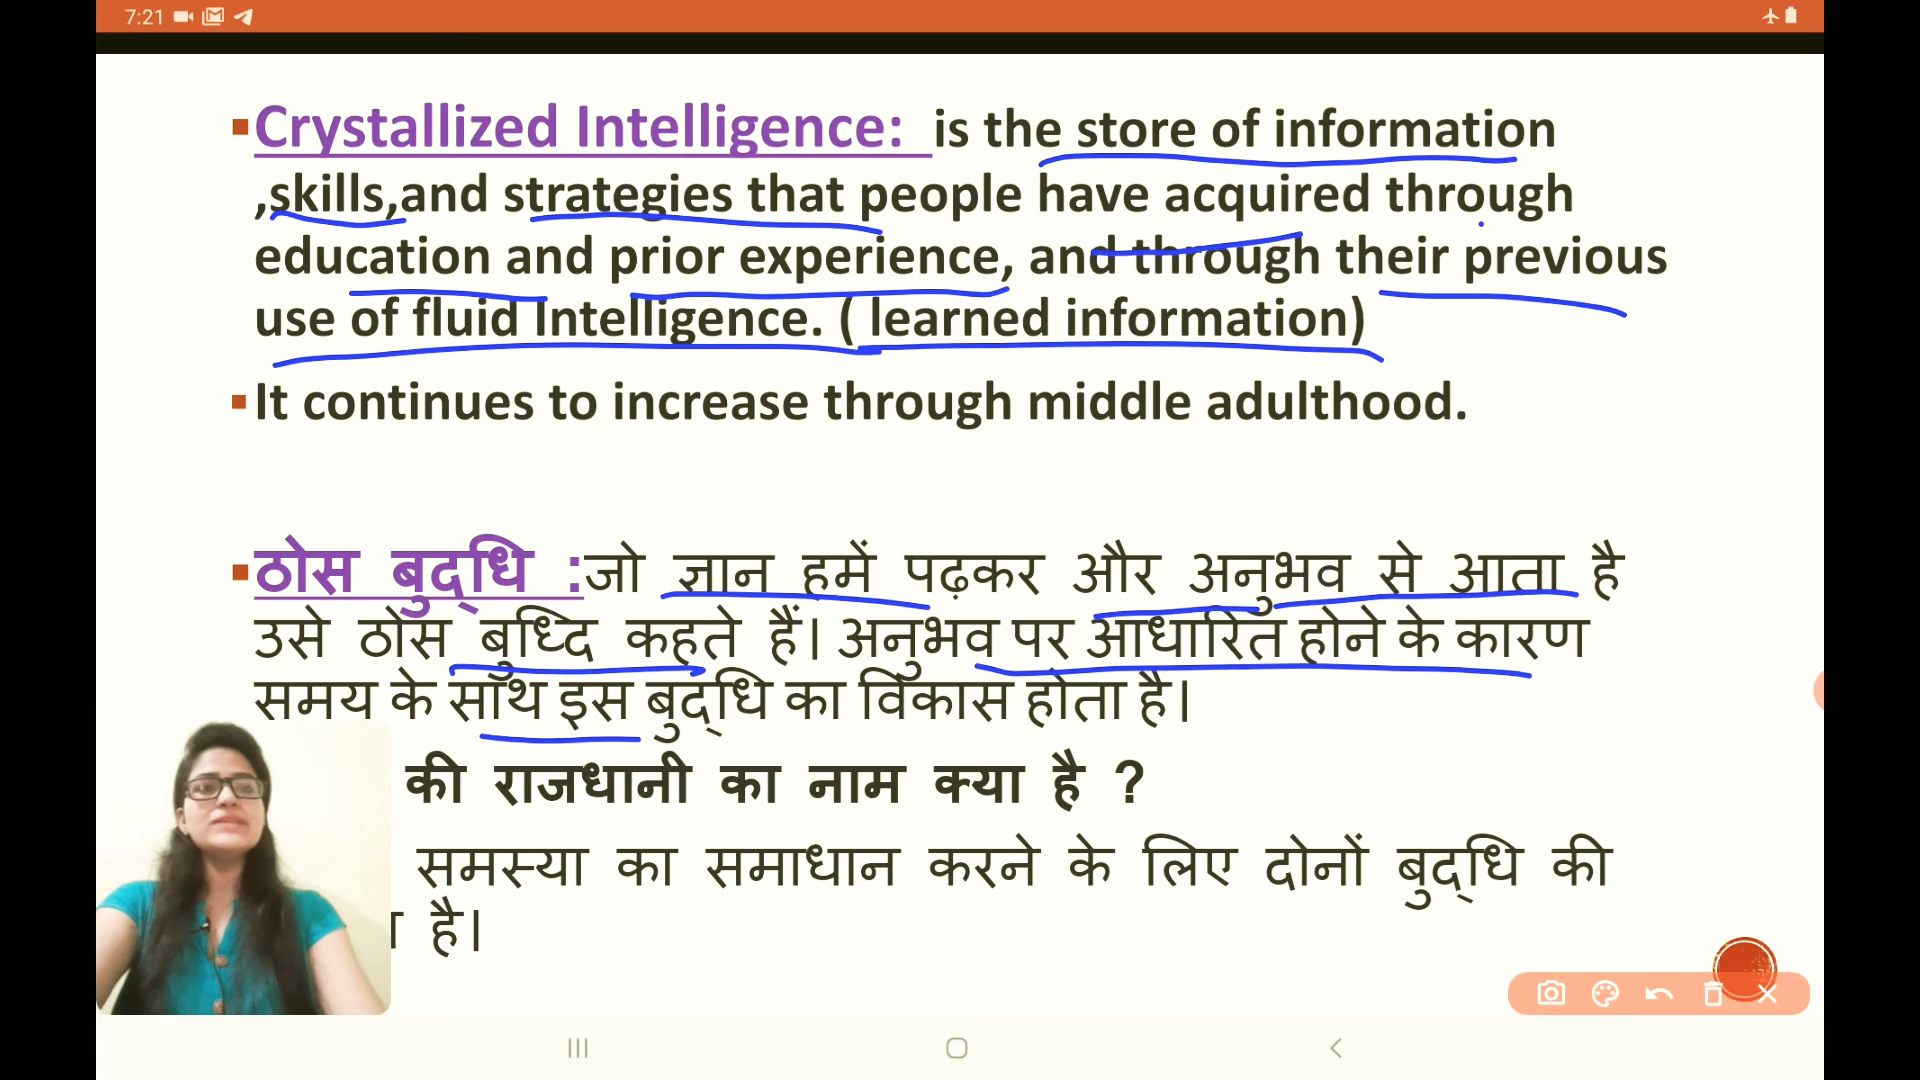 7:21
▪Crystallized Intelligence: is the store of information
,skills,and strategies that people have acquired through
education and prior experience, and through their previous
use of fluid Intelligence. ( learned information)
▪It continues to increase through middle adulthood.
▪ठोस बुद्धि :जो ज्ञान हमें पढ़कर और अनुभव से आता है
उसे ठोस बुध्दि कहते हैं। अनुभव पर आधारित होने के कारण
समय के साथ इस बुद्धि का विकास होता है।
की राजधानी का नाम क्या है ?
समस्या का समाधान करने के लिए दोनों बुद्धि की
है।